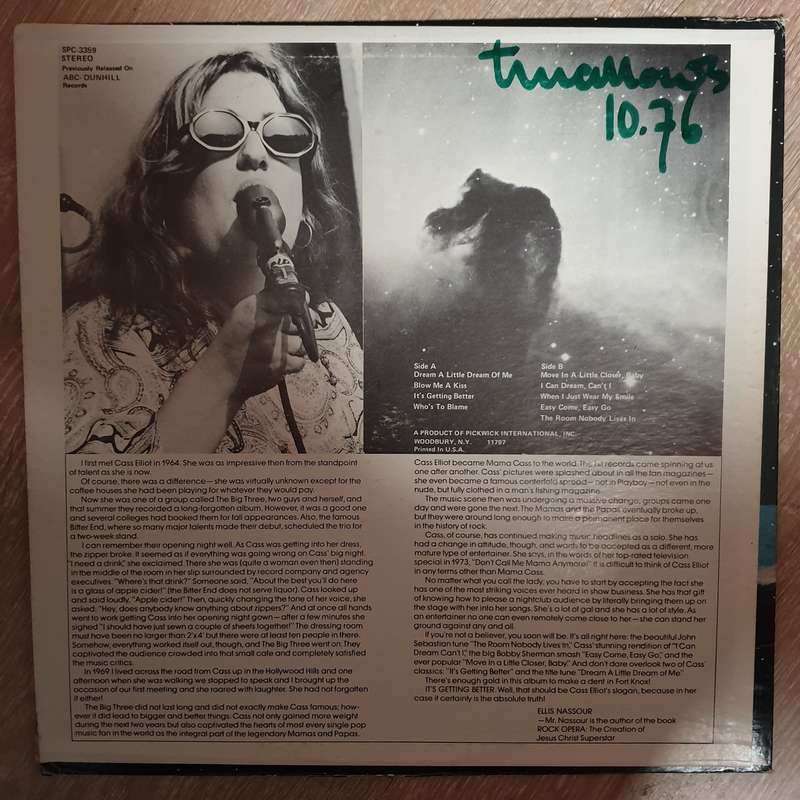 SPC-3359
STEREO
Previously Released On
ABC-DUNHILL
Records
10.76
Side A
Dream A Little Dream Of Me
Blow Me A Kiss
It's Getting Better
Who's To Blame
Side B
Move In A Little Closer, Baby
I Can Dream, Can't I
When I Just Wear My Smile
Easy Come, Easy Go
The Room Nobody Lives In
A PRODUCT OF PICKWICK INTERNATIONAL, INC.
WOODBURY, N.Y. 11797
Printed In U.S.A.
I first met Cass Elliot in 1964. She was as impressive then from the standpoint
of talent as she is now.
Of course, there was a difference—she was virtually unknown except for the
coffee houses she had been playing for whatever they would pay.
Now she was one of a group called The Big Three, two guys and herself, and
that summer they recorded a long-forgotten album. However, it was a good one
and several colleges had booked them for fall appearances. Also, the famous
Bitter End, where so many major talents made their debut, scheduled the trio for
a two-week stand.
I can remember their opening night well. As Cass was getting into her dress,
the zipper broke. It seemed as if everything was going wrong on Cass' big night.
"I need a drink," she exclaimed. There she was (quite a woman even then) standing
in the middle of the room in her slip surrounded by record company and agency
executives. "Where's that drink?" Someone said, "About the best you'll do here
is a glass of apple cider!" (the Bitter End does not serve liquor). Cass looked up
and said loudly, "Apple cider!" Then, quickly changing the tone of her voice, she
asked: "Hey, does anybody know anything about zippers?" And at once all hands
went to work getting Cass into her opening night gown—after a few minutes she
sighed "I should have just sewn a couple of sheets together!" The dressing room
must have been no larger than 2'x4' but there were at least ten people in there.
Somehow, everything worked itself out, though, and The Big Three went on. They
captivated the audience crowded into that small cafe and completely satisfied
the music critics.
In 1969 I lived across the road from Cass up in the Hollywood Hills and one
afternoon when she was walking we stopped to speak and I brought up the
occasion of our first meeting and she roared with laughter. She had not forgotten
it either!
The Big Three did not last long and did not exactly make Cass famous; how-
ever it did lead to bigger and better things. Cass not only gained more weight
during the next two years but also captivated the hearts of most every single pop
music fan in the world as the integral part of the legendary Mamas and Papas.
Cass Elliot became Mama Cass to the world. The hit records came spinning at us
one after another. Cass' pictures were splashed about in all the fan magazines—
she even became a famous centerfold spread—not in Playboy—not even in the
nude, but fully clothed in a man's fishing magazine.
The music scene then was undergoing a massive change, groups came one
day and were gone the next. The Mamas and the Papas eventually broke up,
but they were around long enough to make a permanent place for themselves
in the history of rock.
Cass, of course, has continued making music headlines as a solo. She has
had a change in attitude, though, and wants to be accepted as a different, more
mature type of entertainer. She says, in the words of her top-rated television
special in 1973, "Don't Call Me Mama Anymore!" It is difficult to think of Cass Elliot
in any terms other than Mama Cass.
No matter what you call the lady, you have to start by accepting the fact she
has one of the most striking voices ever heard in show business. She has that gift
of knowing how to please a nightclub audience by literally bringing them up on
the stage with her into her songs. She's a lot of gal and she has a lot of style. As
an entertainer no one can even remotely come close to her—she can stand her
ground against any and all.
If you're not a believer, you soon will be. It's all right here: the beautiful John
Sebastian tune "The Room Nobody Lives In," Cass' stunning rendition of "I Can
Dream Can't I," the big Bobby Sherman smash "Easy Come, Easy Go," and the
ever popular "Move In a Little Closer, Baby." And don't dare overlook two of Cass'
classics: "It's Getting Better" and the title tune "Dream A Little Dream of Me."
There's enough gold in this album to make a dent in Fort Knox!
IT'S GETTING BETTER. Well, that should be Cass Elliot's slogan, because in her
case it certainly is the absolute truth!
ELLIS NASSOUR
—Mr. Nassour is the author of the book
ROCK OPERA: The Creation of
Jesus Christ Superstar